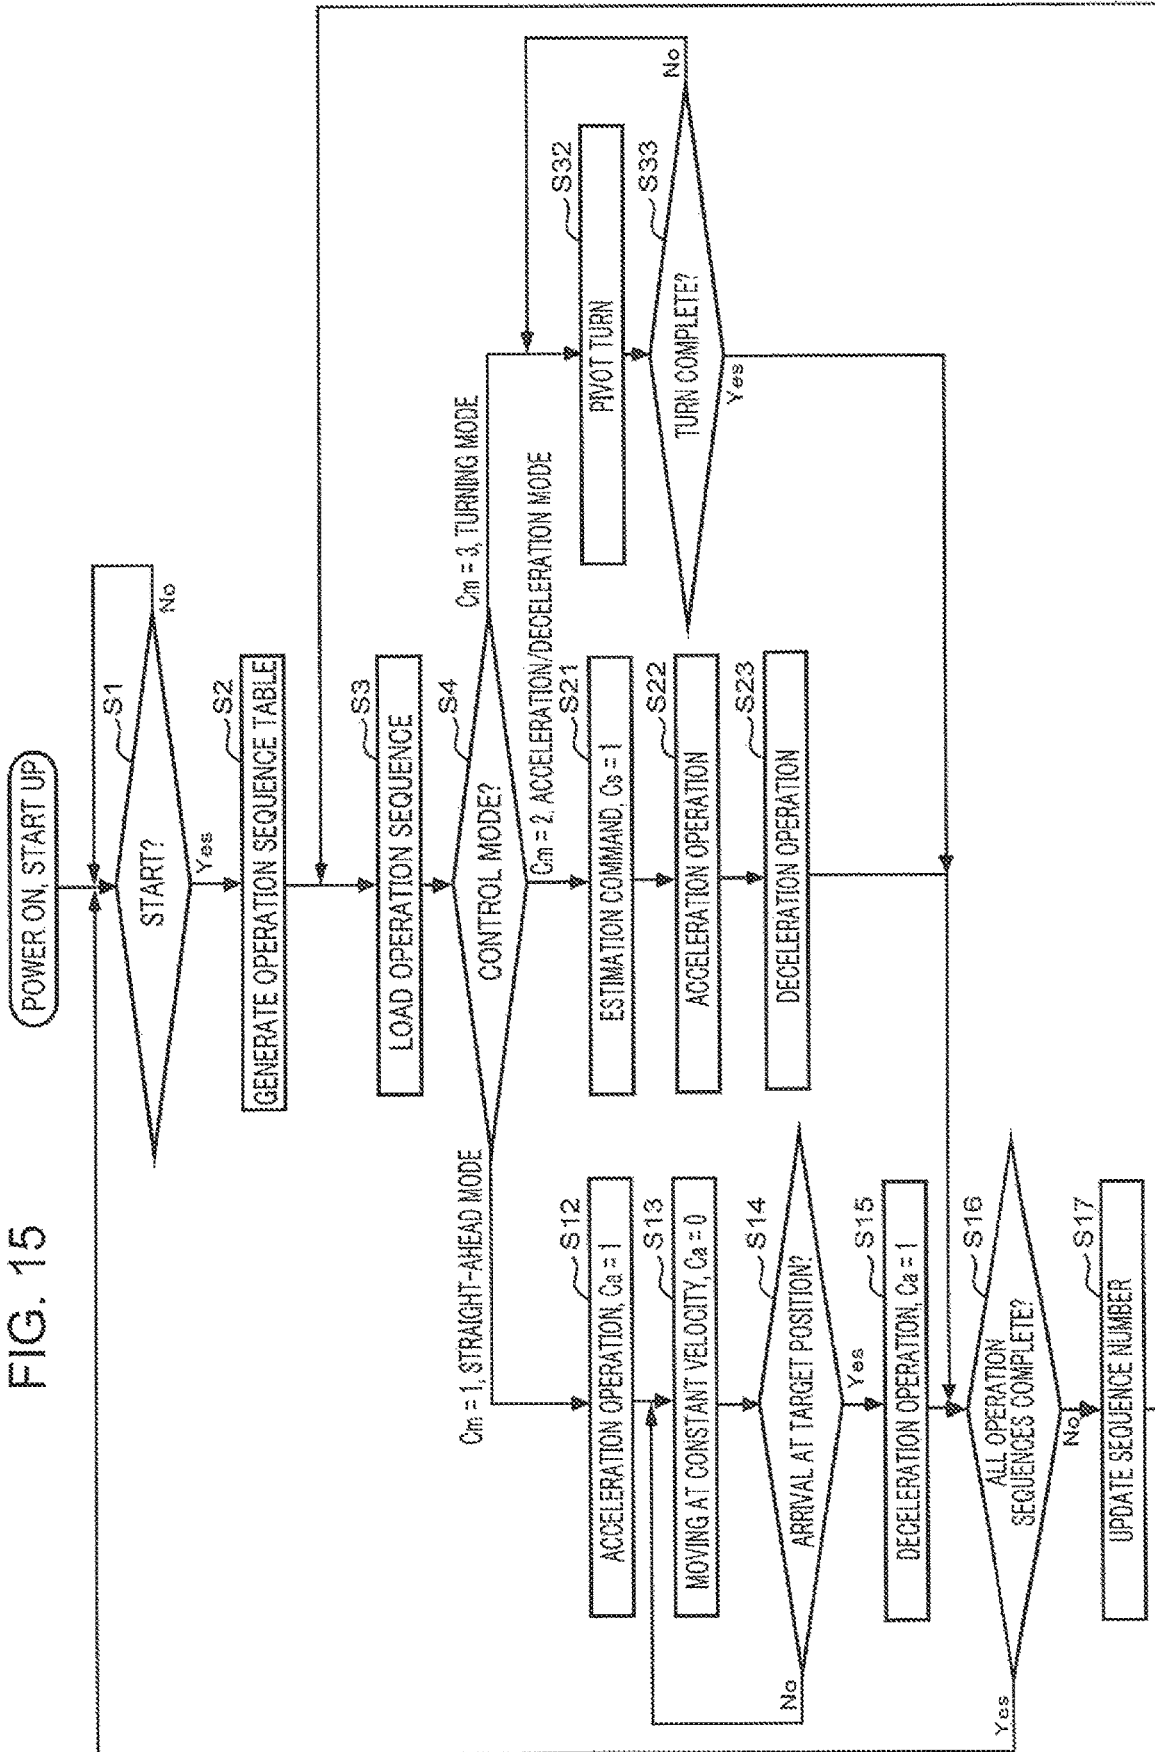 FIG. 15
POWER ON, START UP
S1
START?
No
Yes
S2
GENERATE OPERATION SEQUENCE TABLE
S3
LOAD OPERATION SEQUENCE
S4
CONTROL MODE?
Cm = 1, STRAIGHT-AHEAD MODE
Cm = 3, TURNING MODE
Cm = 2, ACCELERATION/DECELERATION MODE
S12
ACCELERATION OPERATION, Ca = 1
S13
MOVING AT CONSTANT VELOCITY, Ca = 0
S14
ARRIVAL AT TARGET POSITION?
No
Yes
S15
DECELERATION OPERATION, Ca = 1
S16
ALL OPERATION
SEQUENCES COMPLETE?
Yes
No
S17
UPDATE SEQUENCE NUMBER
S21
ESTIMATION COMMAND, Cs = 1
S22
ACCELERATION OPERATION
S23
DECELERATION OPERATION
S32
PIVOT TURN
S33
TURN COMPLETE?
No
Yes